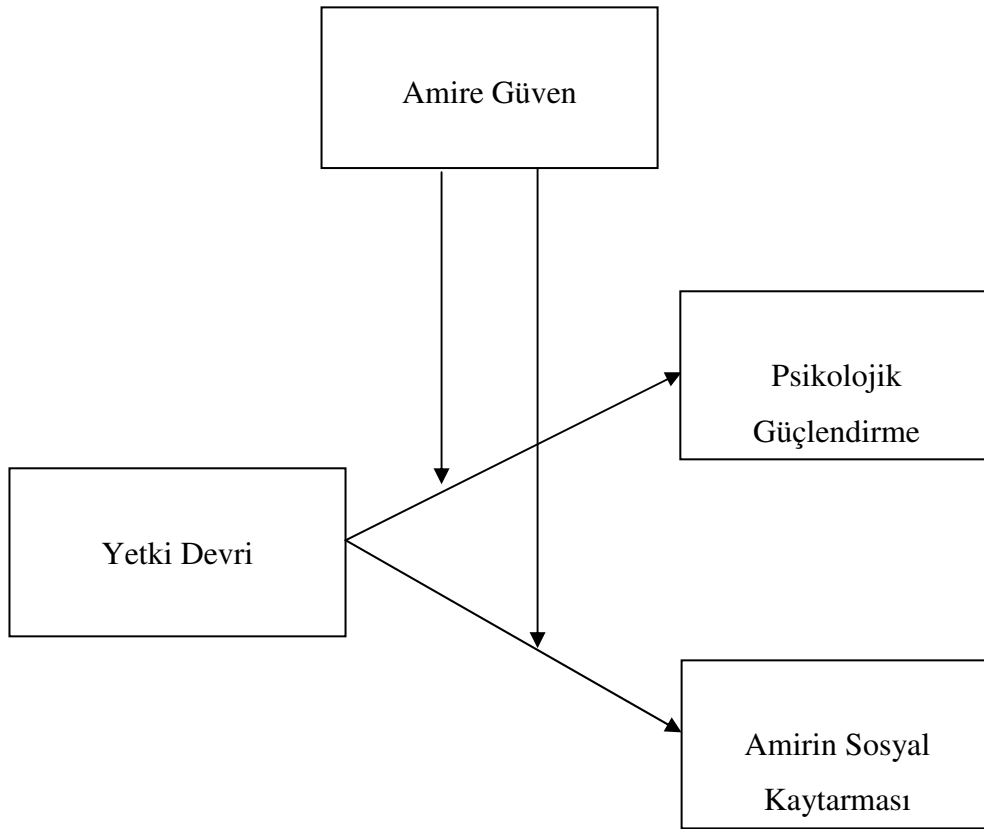 Amire Güven
Psikolojik
Güçlendirme
Yetki Devri
Amirin Sosyal
Kaytarması